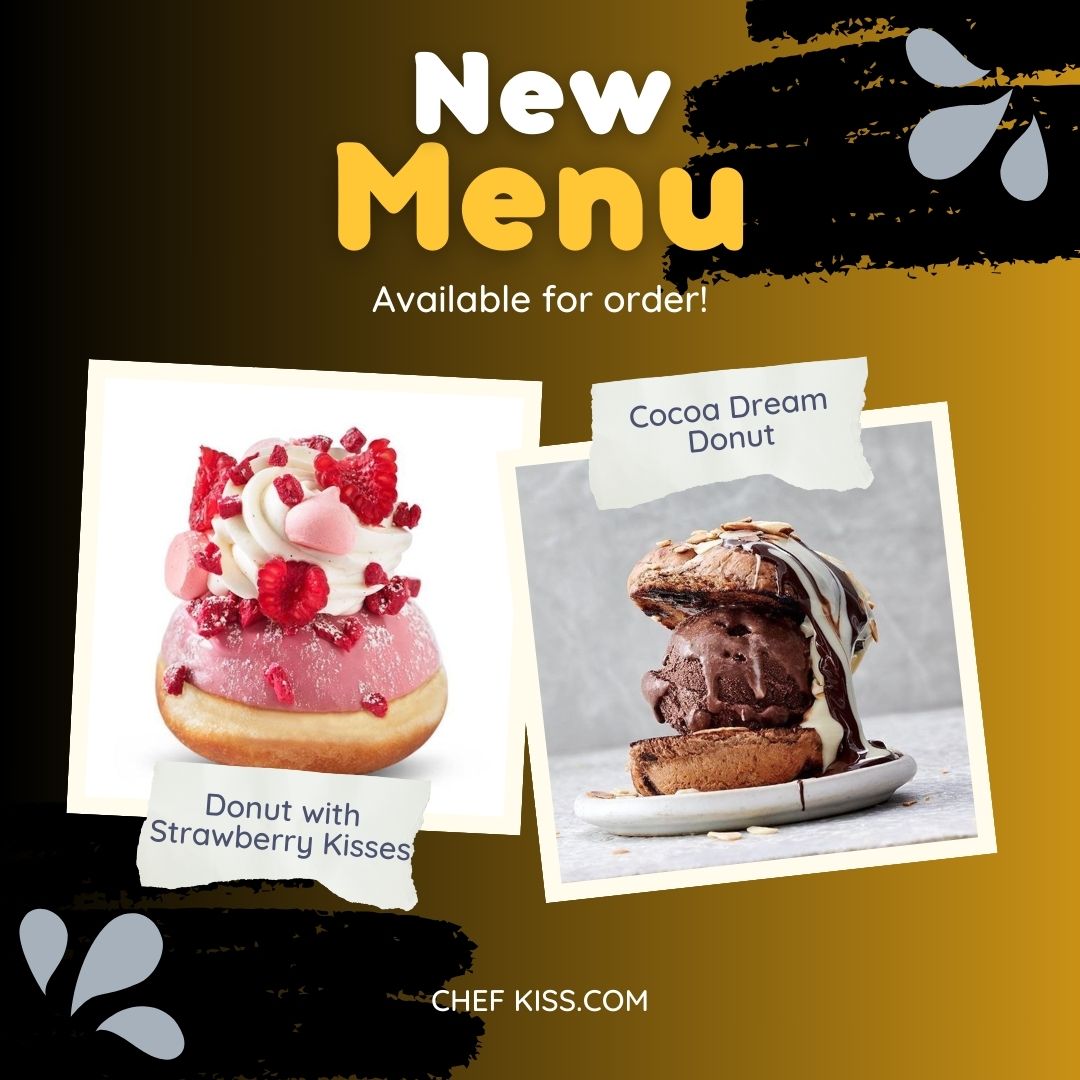 New
Menu
Available for order!
Cocoa Dream
Donut
Donut with
Strawberry Kisses
CHEF KISS.COM